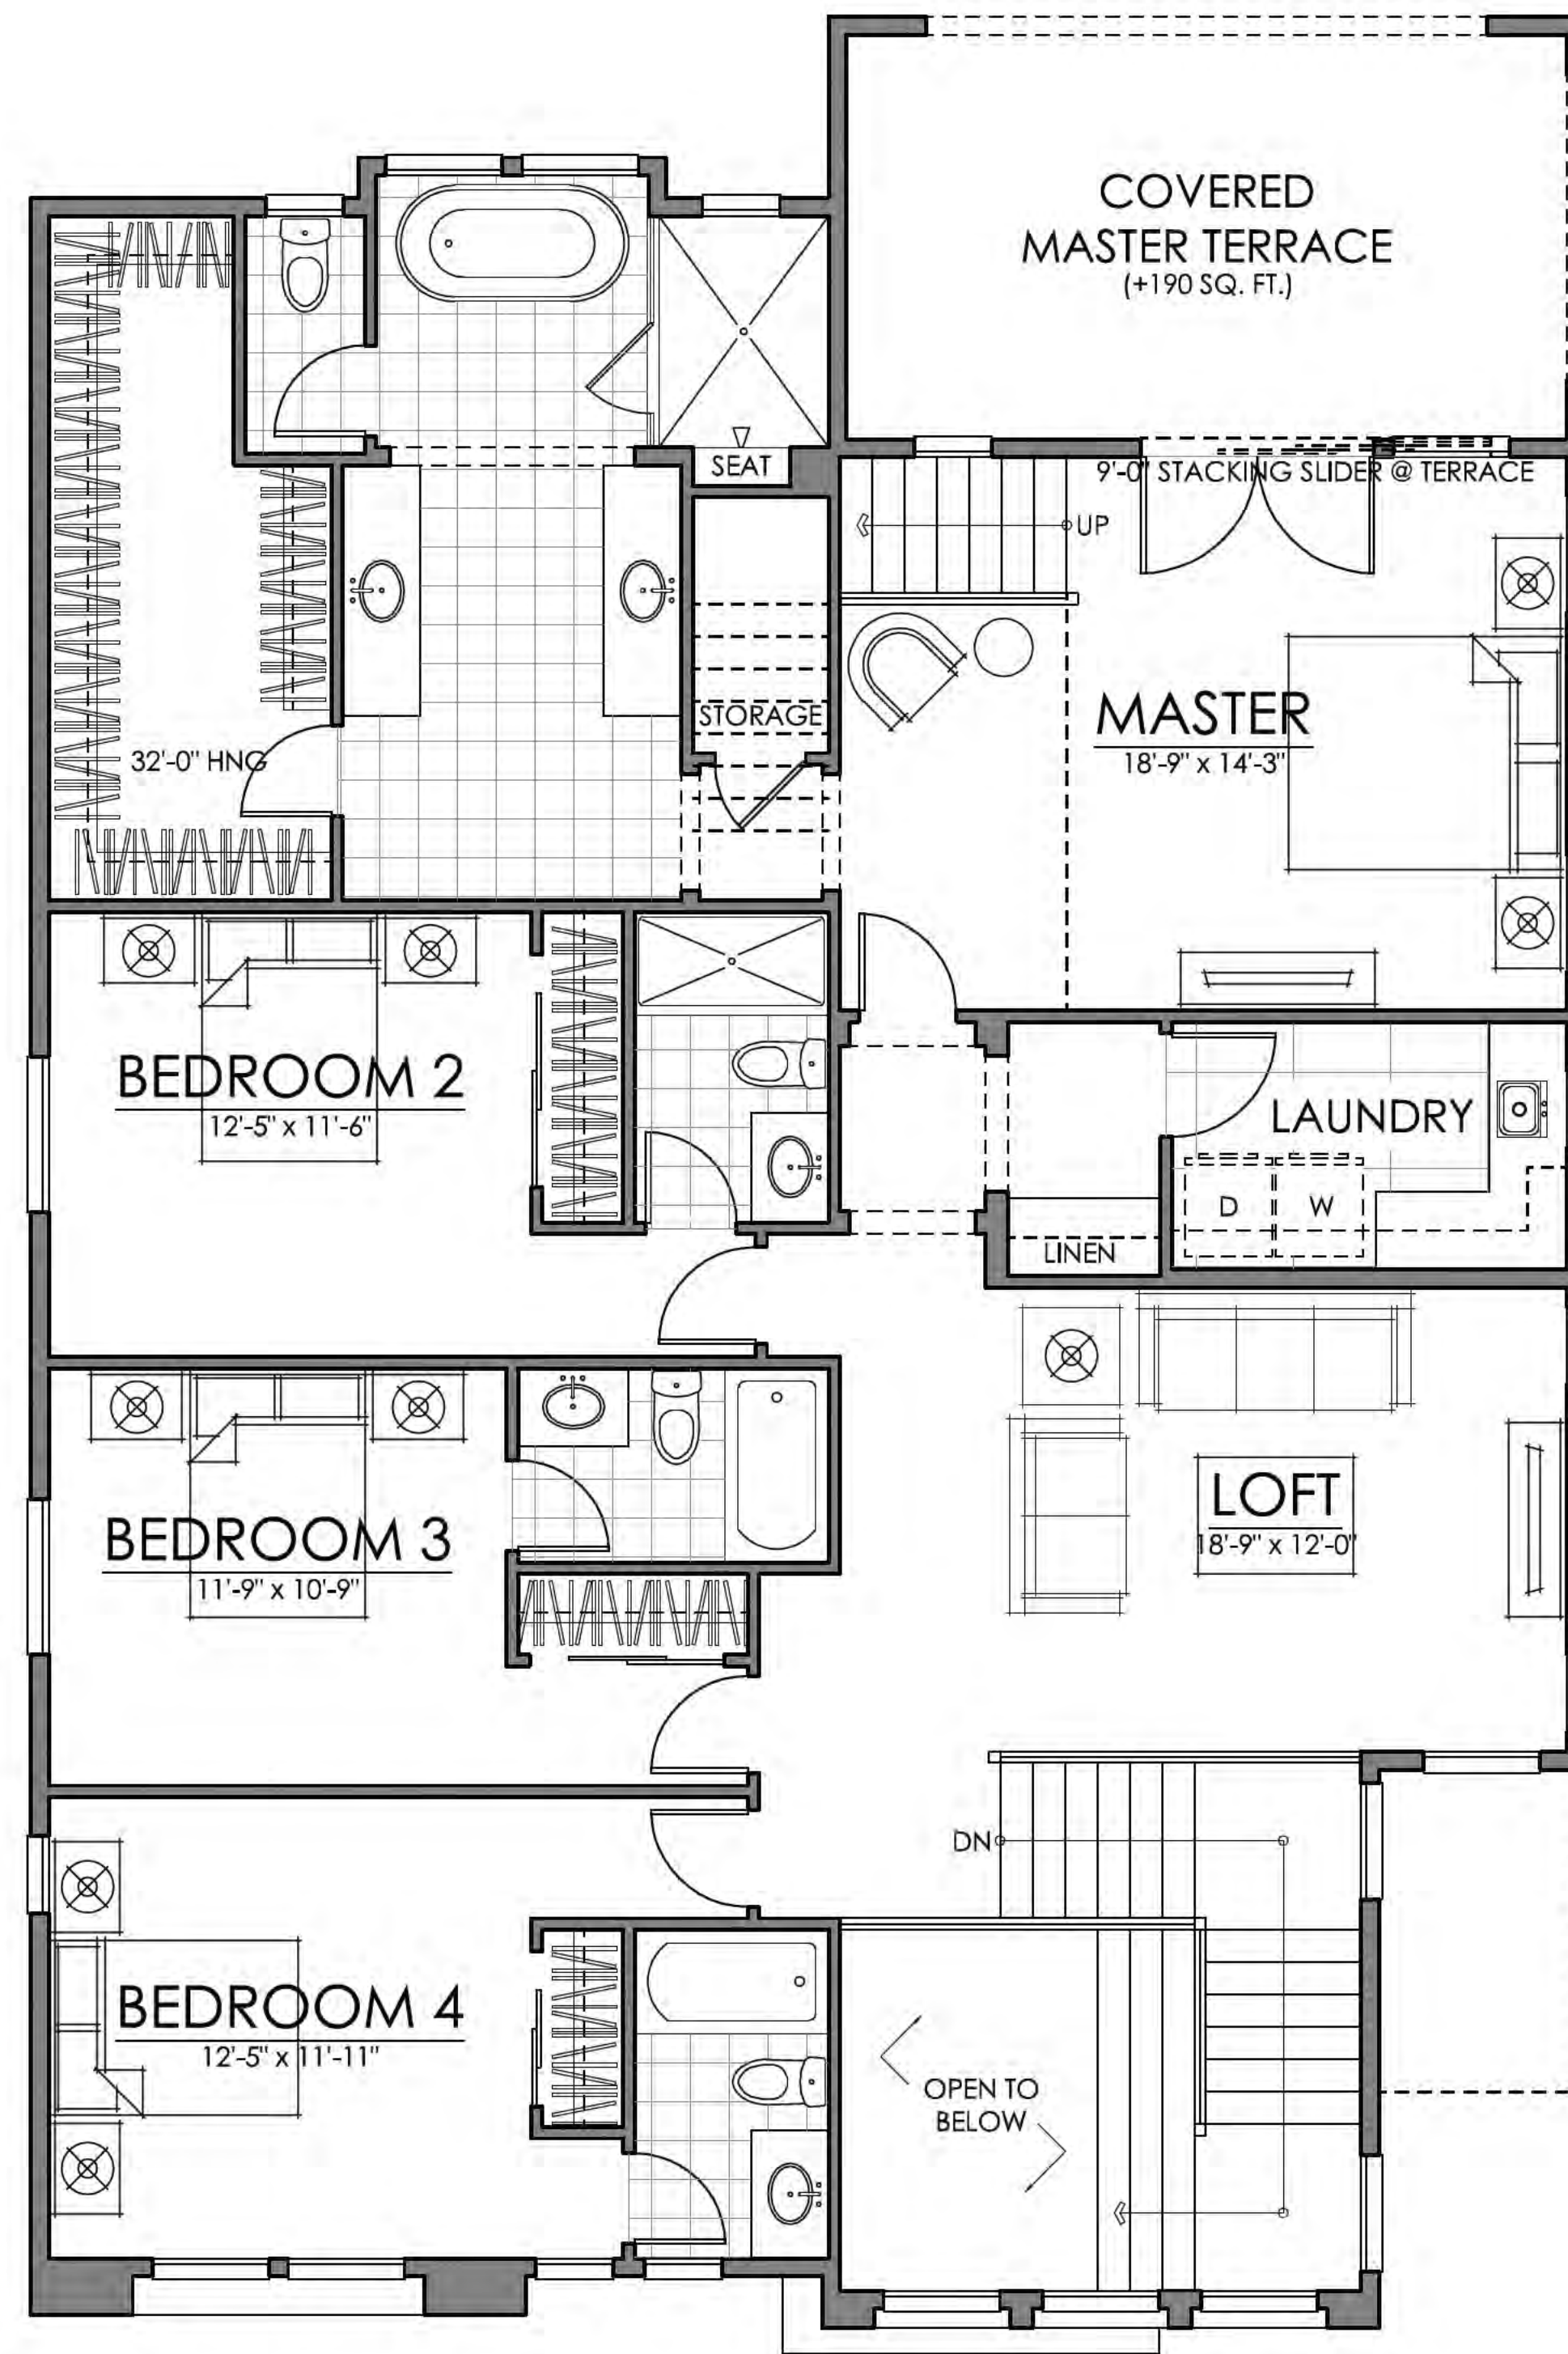 COVERED
MASTER TERRACE
(+190 SQ. FT.)
SEAT
9'-0" STACKING SLIDER @ TERRACE
UP
STORAGE
MASTER
18'-9" x 14'-3"
32'-0" HNG
BEDROOM 2
12'-5" x 11'-6"
LAUNDRY
D
W
LINEN
LOFT
18'-9" x 12'-0"
BEDROOM 3
11'-9" x 10'-9"
DN
BEDROOM 4
12'-5" x 11'-11"
OPEN TO
BELOW